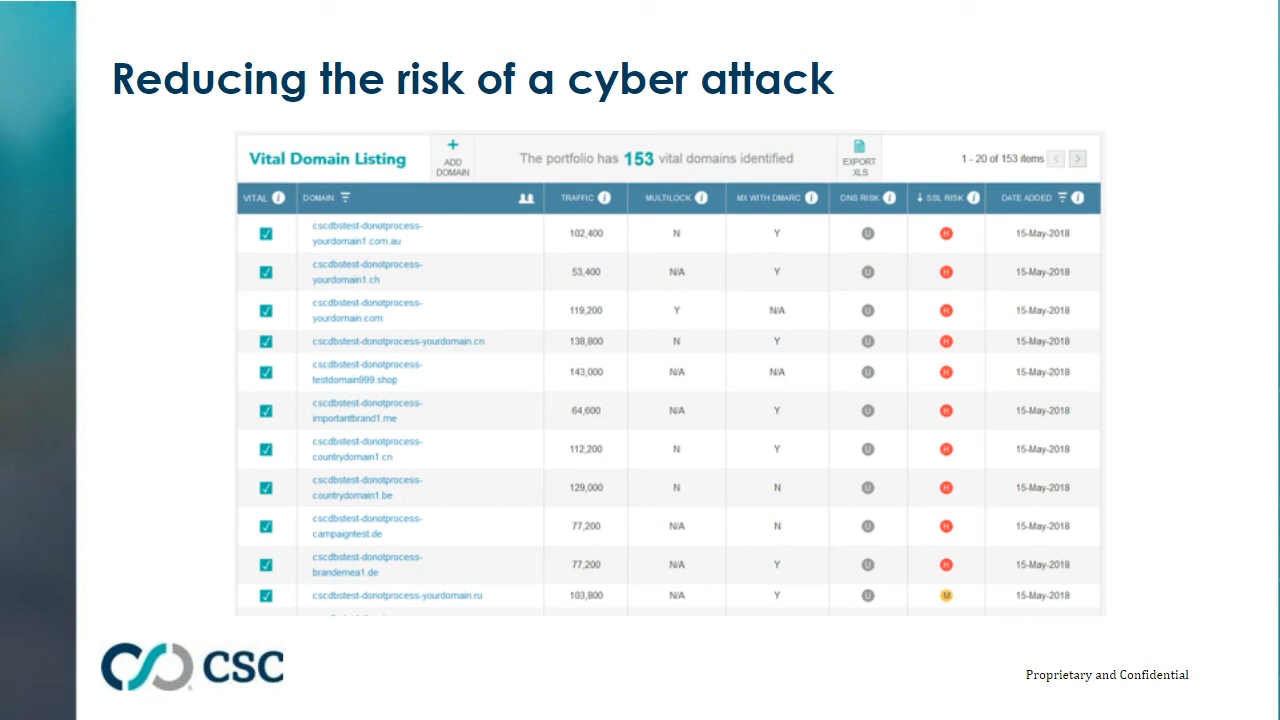 Reducing the risk of a cyber attack
Vital Domain Listing
ADD
DOMAIN
The portfolio has 153 vital domains identified
EXPORT
XLS
1 - 20 of 153 items
VITAL DOMAIN TRAFFIC MULTILOCK MX WITH DMARC DNS RISK SSL RISK DATE ADDED
cscdbstest-donotprocess-
yourdomain1.com.au
102,400 N Y U H 15-May-2018
cscdbstest-donotprocess-
yourdomain1.ch
53,400 N/A Y U H 15-May-2018
cscdbstest-donotprocess-
yourdomain.com
119,200 Y N/A U H 15-May-2018
cscdbstest-donotprocess-yourdomain.cn 138,800 N Y U H 15-May-2018
cscdbstest-donotprocess-
testdomain999.shop
143,000 N/A N/A U H 15-May-2018
cscdbstest-donotprocess-
importantbrand1.me
64,600 N/A Y U H 15-May-2018
cscdbstest-donotprocess-
countrydomain1.cn
112,200 N Y U H 15-May-2018
cscdbstest-donotprocess-
countrydomain1.be
129,000 N N U H 15-May-2018
cscdbstest-donotprocess-
campaigntest.de
77,200 N/A N U H 15-May-2018
cscdbstest-donotprocess-
brandemea1.de
77,200 N/A Y U H 15-May-2018
cscdbstest-donotprocess-yourdomain.ru 103,800 N/A Y U M 15-May-2018
CSC
Proprietary and Confidential